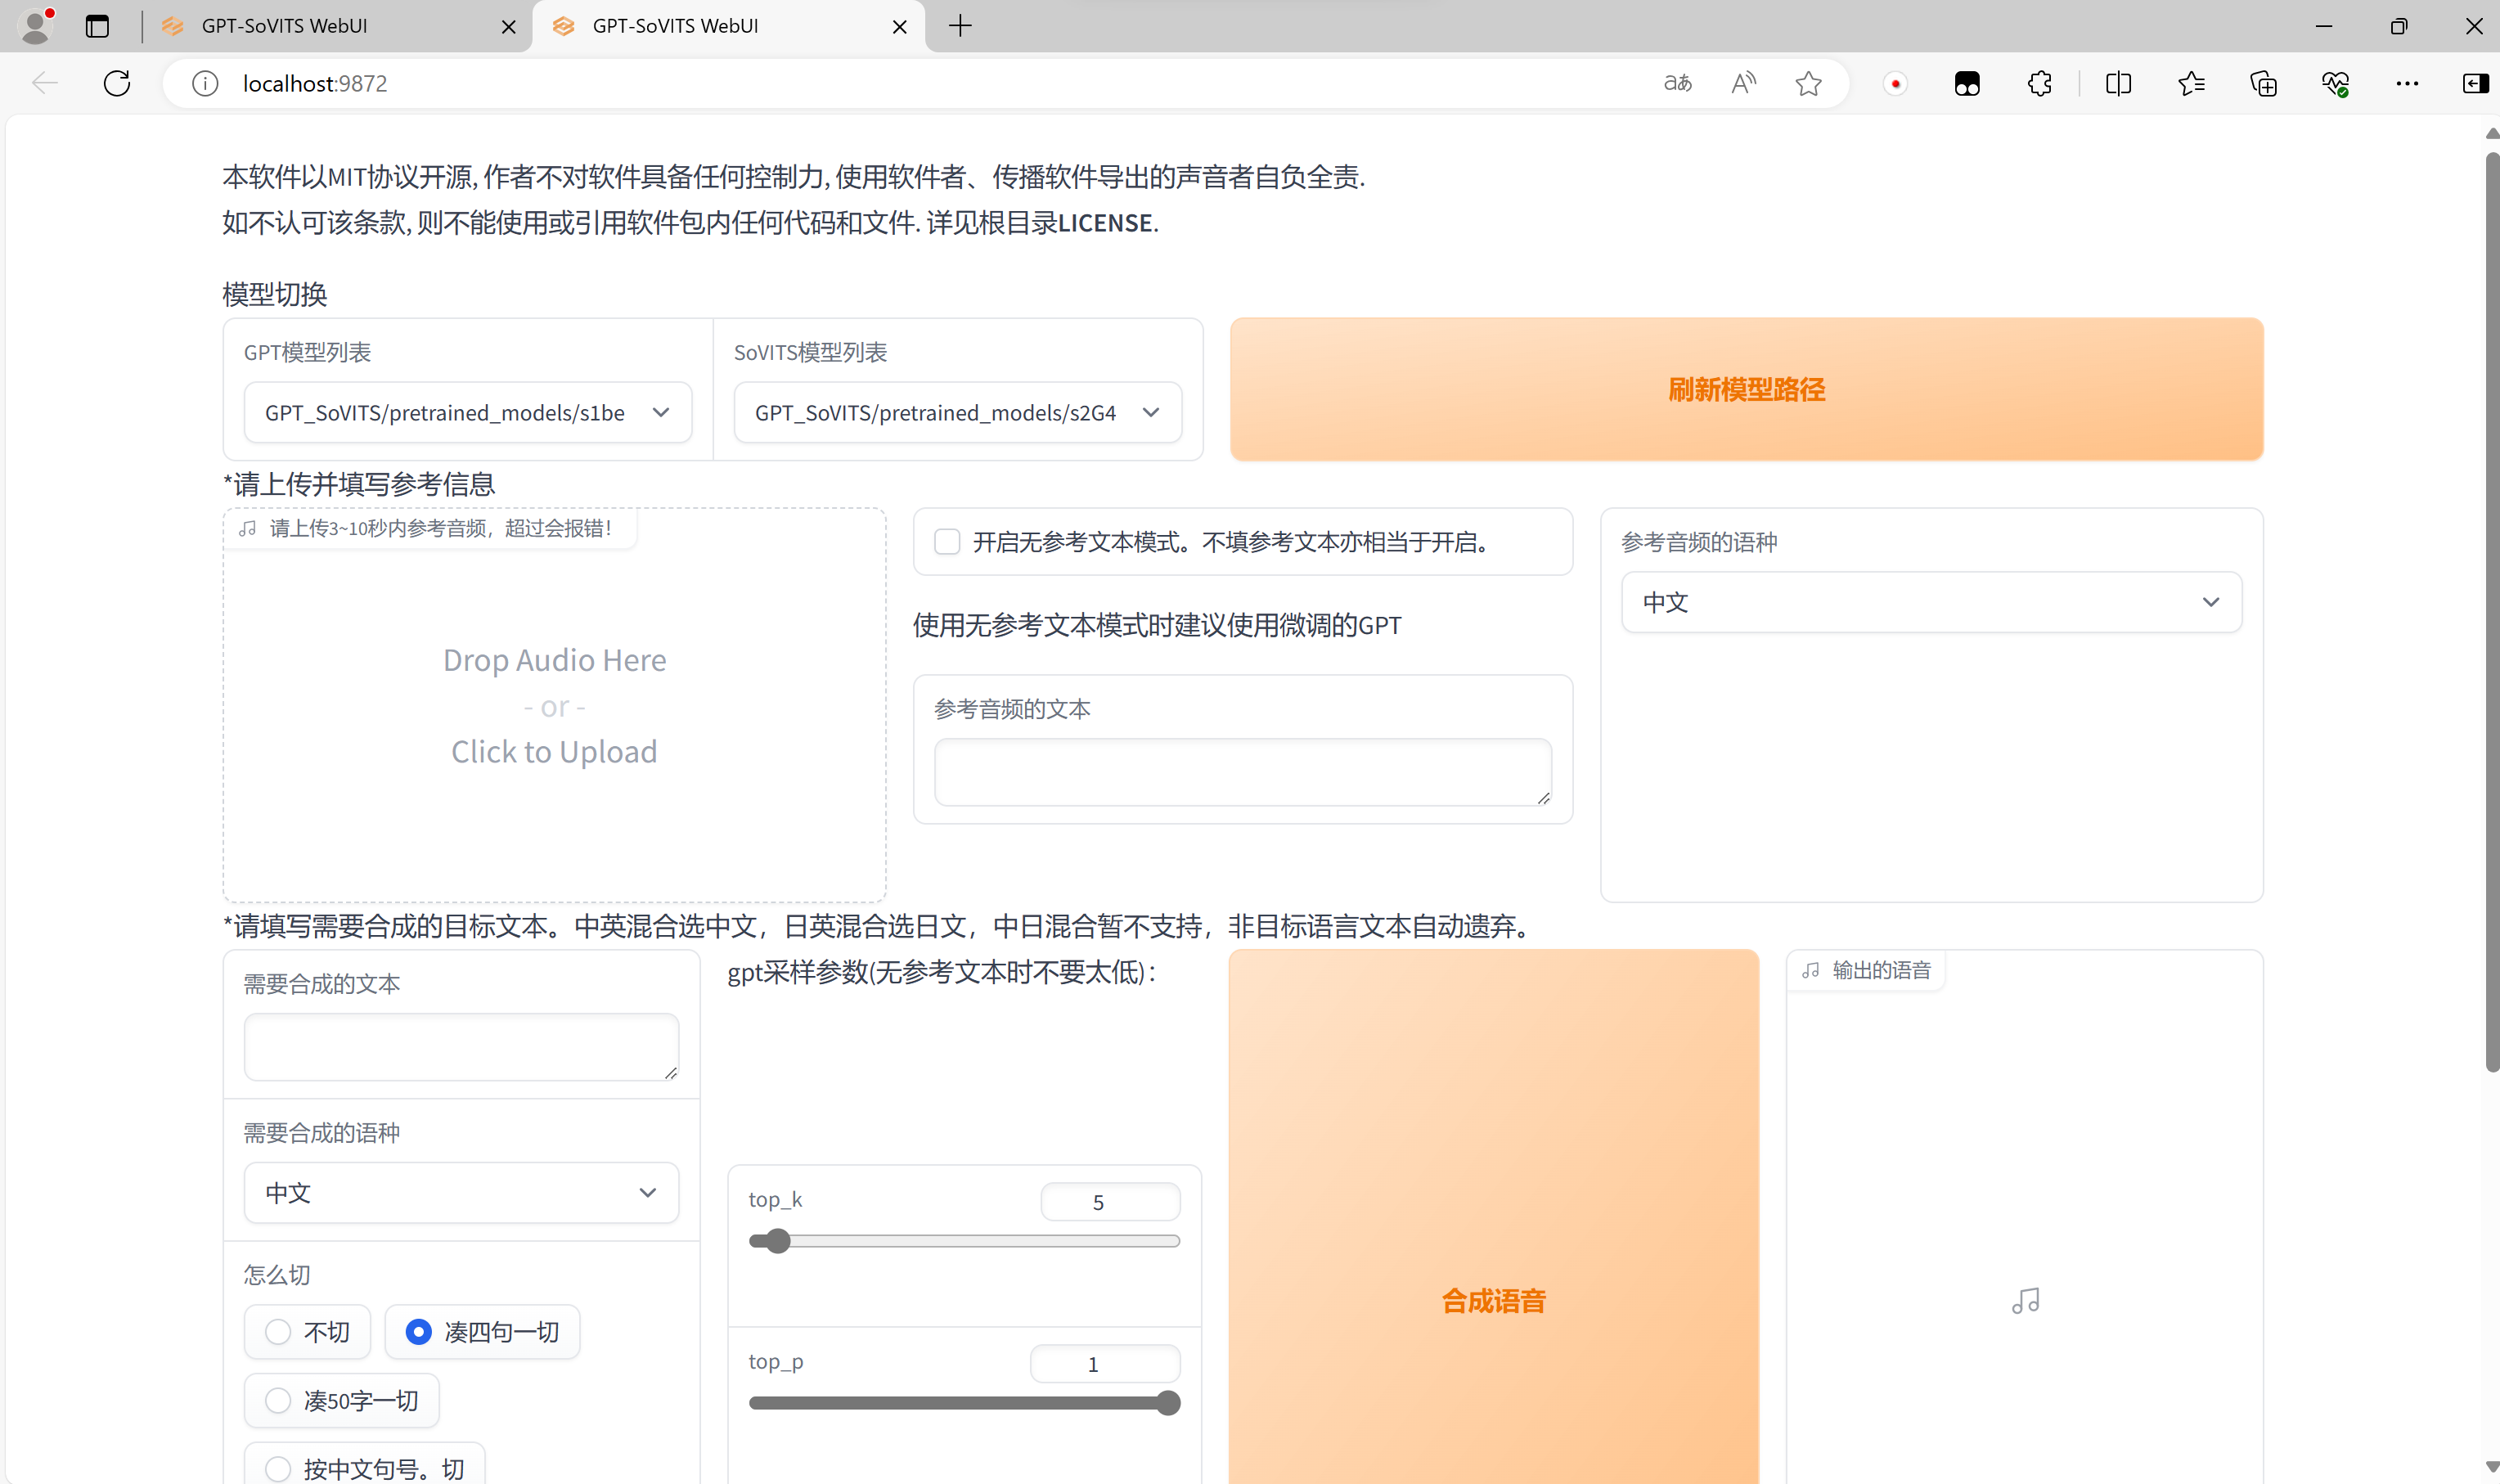 GPT-SoVITS WebUI
GPT-SoVITS WebUI
localhost:9872
本软件以MIT协议开源, 作者不对软件具备任何控制力, 使用软件者、传播软件导出的声音者自负全责.
如不认可该条款, 则不能使用或引用软件包内任何代码和文件. 详见根目录LICENSE.
模型切换
GPT模型列表
SoVITS模型列表
GPT_SoVITS/pretrained_models/s1be
GPT_SoVITS/pretrained_models/s2G4
刷新模型路径
*请上传并填写参考信息
请上传3~10秒内参考音频，超过会报错！
开启无参考文本模式。不填参考文本亦相当于开启。
参考音频的语种
中文
使用无参考文本模式时建议使用微调的GPT
Drop Audio Here
- or -
Click to Upload
参考音频的文本
*请填写需要合成的目标文本。中英混合选中文，日英混合选日文，中日混合暂不支持，非目标语言文本自动遗弃。
需要合成的文本
gpt采样参数(无参考文本时不要太低)：
输出的语音
需要合成的语种
中文
top_k
5
怎么切
不切
凑四句一切
合成语音
top_p
1
凑50字一切
按中文句号。切